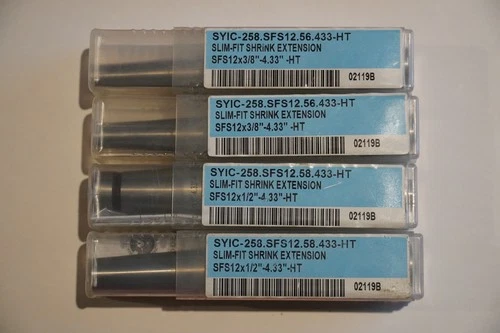 SYIC-258.SFS12.56.433-HT
SLIM-FIT SHRINK EXTENSION
SFS12x3/8"-4.33" -HT
02119B
SYIC-258.SFS12.56.433-HT
SLIM-FIT SHRINK EXTENSION
SFS12x3/8"-4.33" -HT
02119B
SYIC-258.SFS12.58.433-HT
SLIM-FIT SHRINK EXTENSION
SFS12x1/2"-4.33"-HT
02119B
SYIC-258.SFS12.58.433-HT
SLIM-FIT SHRINK EXTENSION
SFS12x1/2"-4.33"-HT
02119B